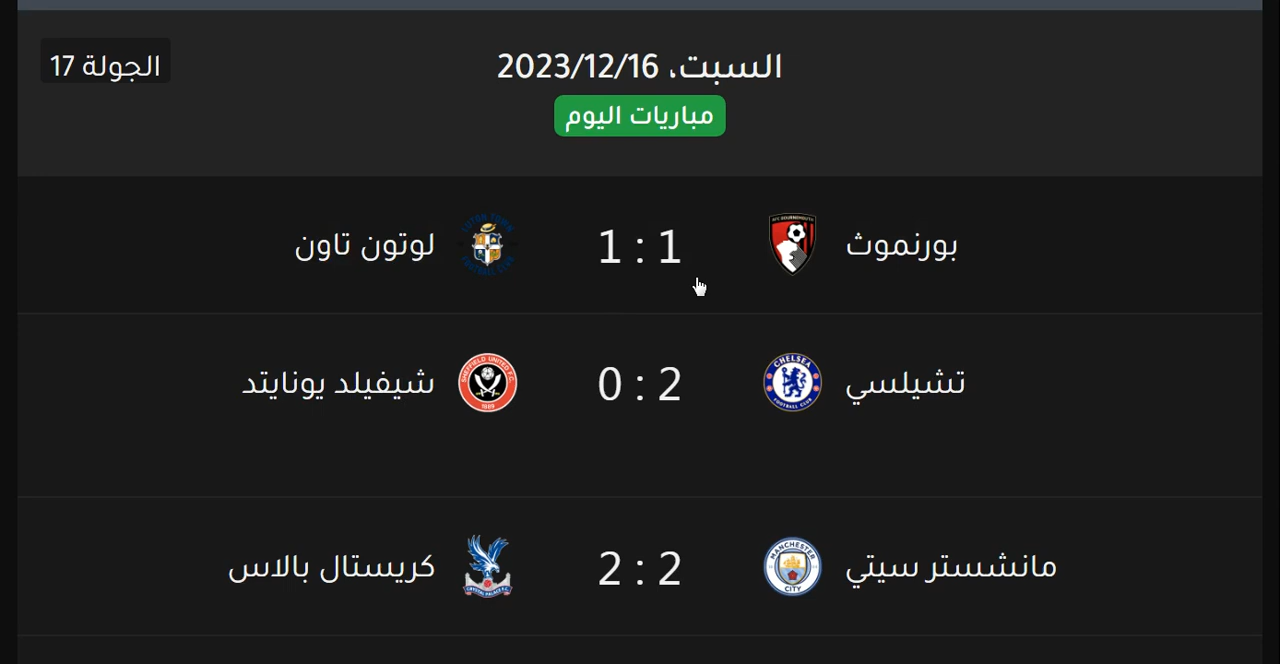 السبت، 2023/12/16
الجولة 17
مباريات اليوم
بورنموث 1 : 1 لوتون تاون
تشيلسي 2 : 0 شيفيلد يونايتد
مانشستر سيتي 2 : 2 كريستال بالاس